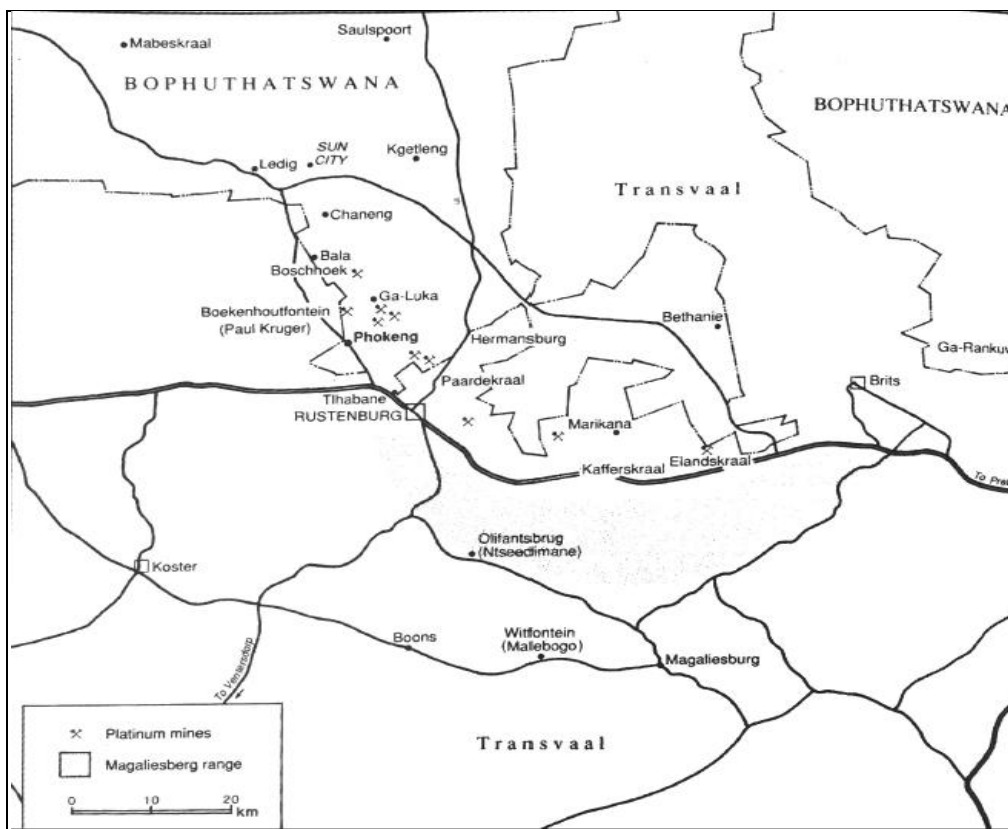 Saulspoort
Mabeskraal
BOPHUTHATSWANA
BOPHUTHATSWANA
SUN
CITY
Kgetleng
Ledig
Transvaal
Chaneng
Bala
Boschhoek
Ga-Luka
Boekenhoutfontein
(Paul Kruger)
Bethanie
Phokeng
Hermansburg
Ga-Rankuw
Paardekraal
Brits
Tlhabane
RUSTENBURG
Marikana
Kafferskraal
Elandskraal
To Pre
Olifantsbrug
(Ntseedimane)
Koster
Boons
Witfontein
(Mallebogo)
Magaliesburg
To Ventersdorp
Platinum mines
Transvaal
Magaliesberg range
0 10 20
km